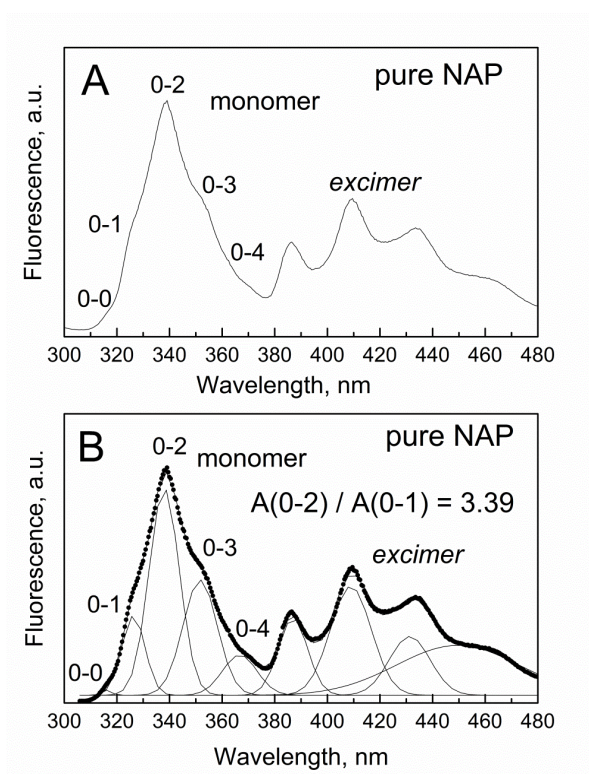 A
pure NAP
0-2
monomer
0-3
excimer
0-1
0-4
0-0
Fluorescence, a.u.
300 320 340 360 380 400 420 440 460 480
Wavelength, nm
B
pure NAP
0-2
monomer
A(0-2) / A(0-1) = 3.39
0-3
excimer
0-1
0-4
0-0
Fluorescence, a.u.
300 320 340 360 380 400 420 440 460 480
Wavelength, nm